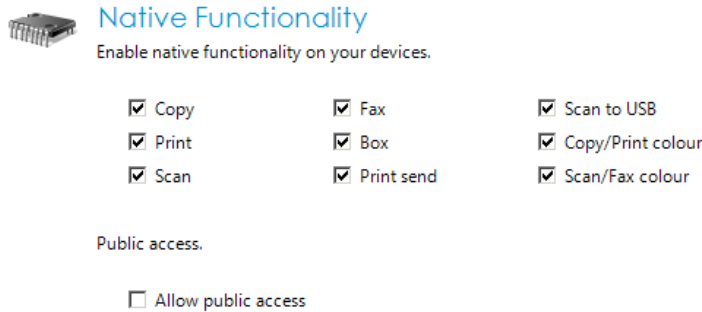 Native Functionality
Enable native functionality on your devices.
Copy Fax Scan to USB
Print Box Copy/Print colour
Scan Print send Scan/Fax colour
Public access.
Allow public access